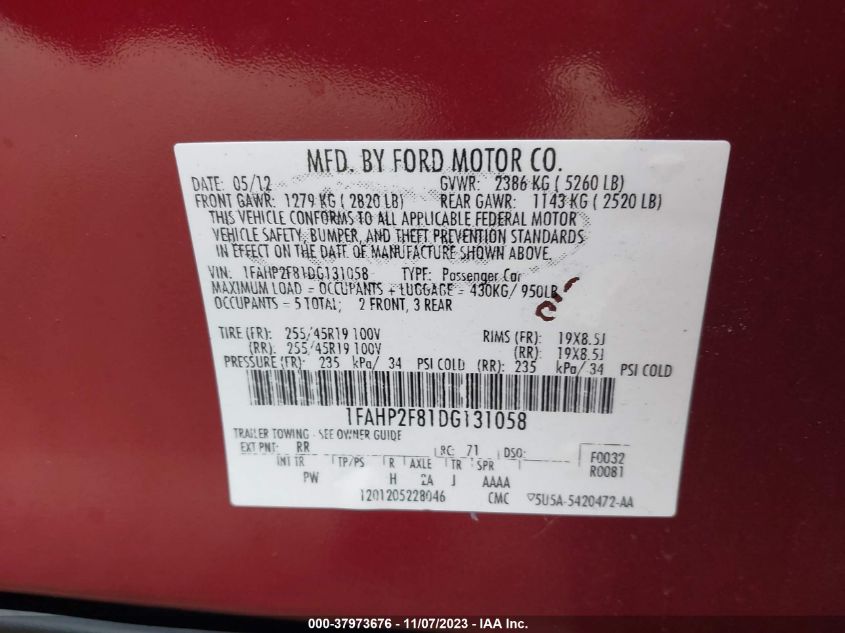 MFD. BY FORD MOTOR CO.
DATE: 05/12 GVWR: 2386 KG ( 5260 LB)
FRONT GAWR: 1279 KG ( 2820 LB) REAR GAWR: 1143 KG ( 2520 LB)
THIS VEHICLE CONFORMS TO ALL APPLICABLE FEDERAL MOTOR
VEHICLE SAFETY, BUMPER, AND THEFT PREVENTION STANDARDS
IN EFFECT ON THE DATE OF MANUFACTURE SHOWN ABOVE.
VIN: 1FAHP2F81DG131058 TYPE: Passenger Car
MAXIMUM LOAD = OCCUPANTS + LUGGAGE = 430KG/ 950LB
OCCUPANTS = 5 TOTAL; 2 FRONT, 3 REAR
TIRE (FR): 255/45R19 100V RIMS (FR): 19X8.5J
(RR): 255/45R19 100V (RR): 19X8.5J
PRESSURE (FR): 235 kPa/ 34 PSI COLD (RR): 235 kPa/34 PSI COLD
1FAHP2F81DG131058
TRAILER TOWING - SEE OWNER GUIDE
EXT PNT: RR RC: 71 DSO: F0032
INT TR TP/PS R AXLE TR SPR R0081
PW H 2A J AAAA
1201205228046 CMC 5U5A-5420472-AA
000-37973676 - 11/07/2023 - IAA Inc.